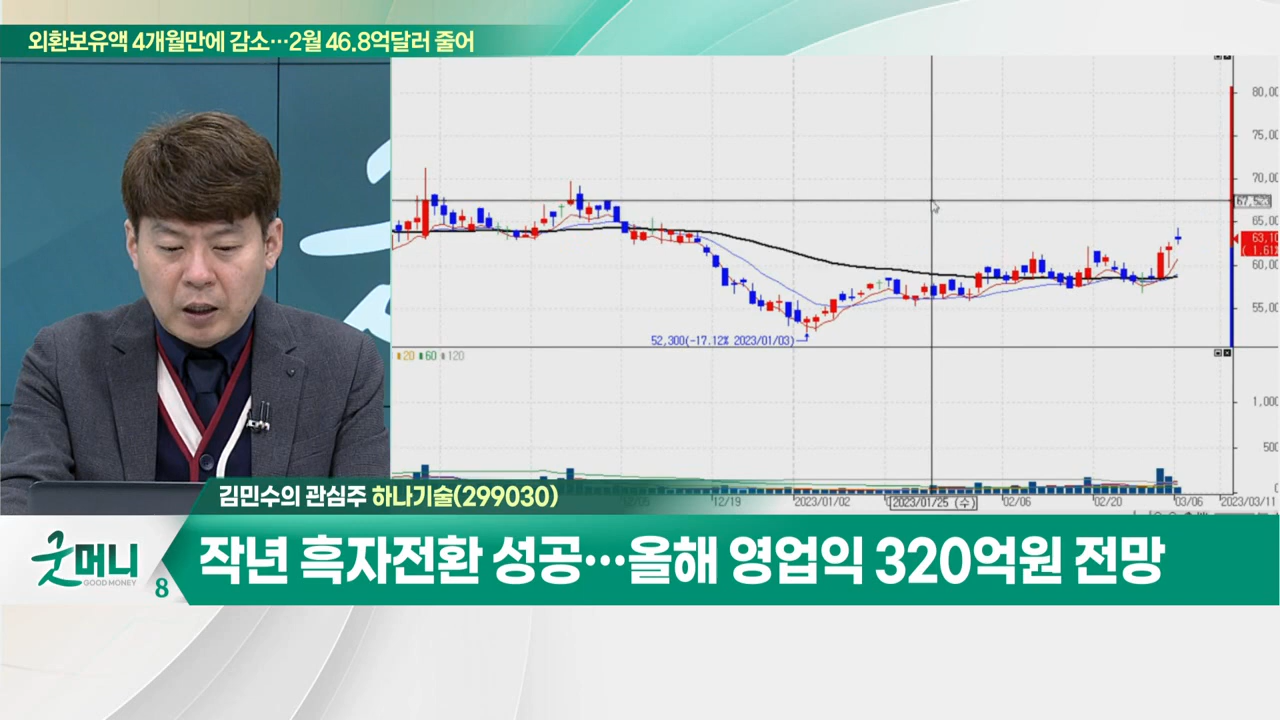 외환보유액 4개월만에 감소…2월 46.8억달러 줄어
80,00
75,00
70,00
67,523
65,00
63,10
( 1.61%
60,00
55,00
52,300(-17.12% 2023/01/03)
20 60 120
1,000
500
0
12/05 12/19 2023/01/02 2023/01/25 (수) 02/06 02/20 03/06 2023/03/11
김민수의 관심주 하나기술(299030)
굿머니
GOOD MONEY
8
작년 흑자전환 성공…올해 영업익 320억원 전망